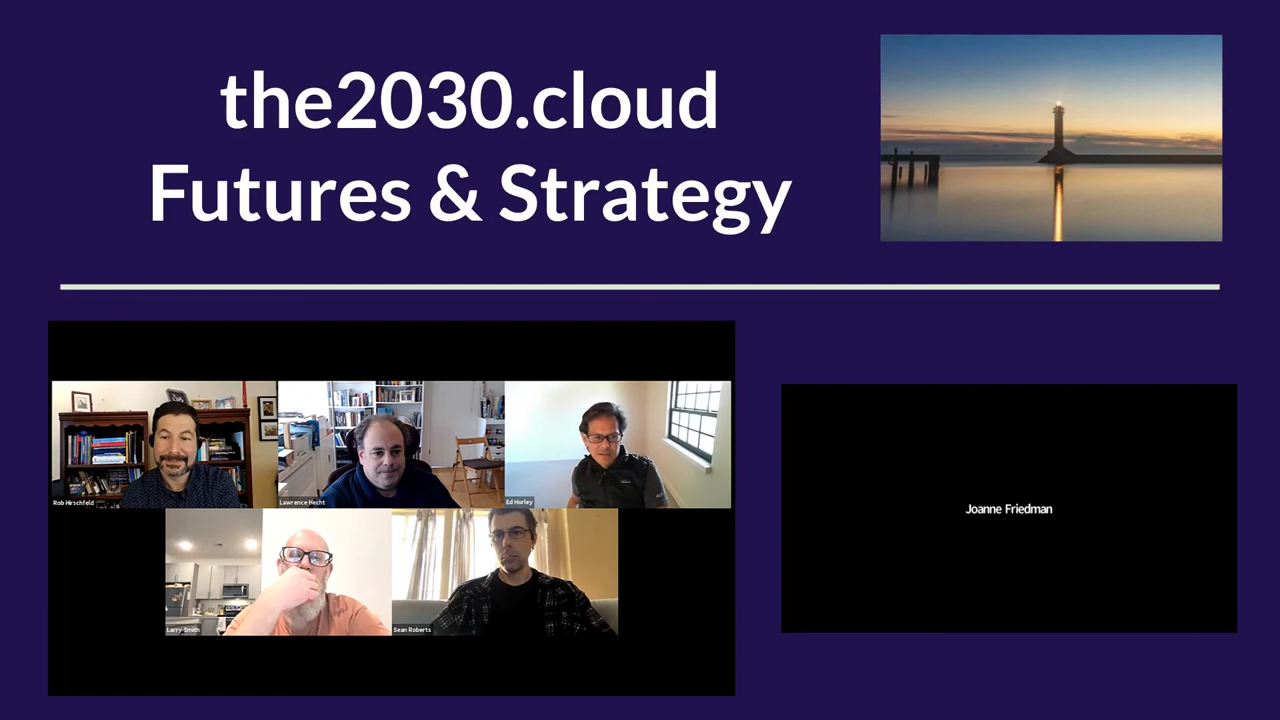 the2030.cloud
Futures & Strategy
Rob Hirschfeld
Lawrence Hecht
Ed Horley
Joanne Friedman
Larry Smith
Sean Roberts